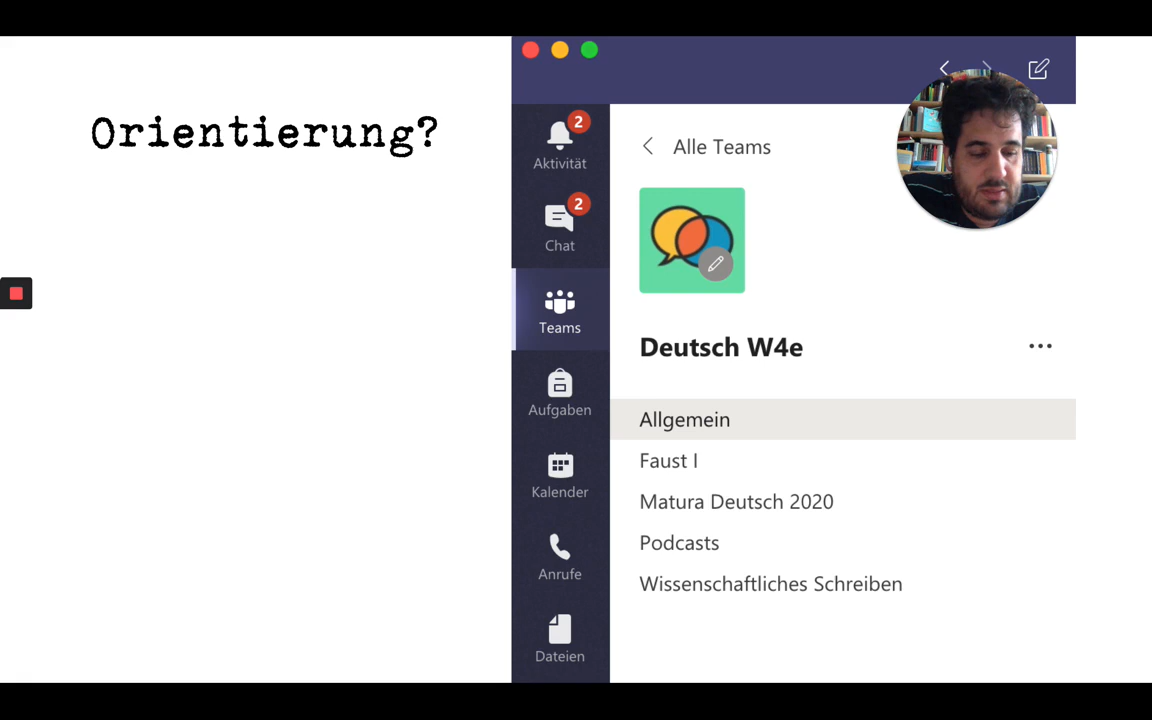 Orientierung?
2
Aktivität
2
Chat
Teams
Aufgaben
Kalender
Anrufe
Dateien
Alle Teams
Deutsch W4e
Allgemein
Faust I
Matura Deutsch 2020
Podcasts
Wissenschaftliches Schreiben